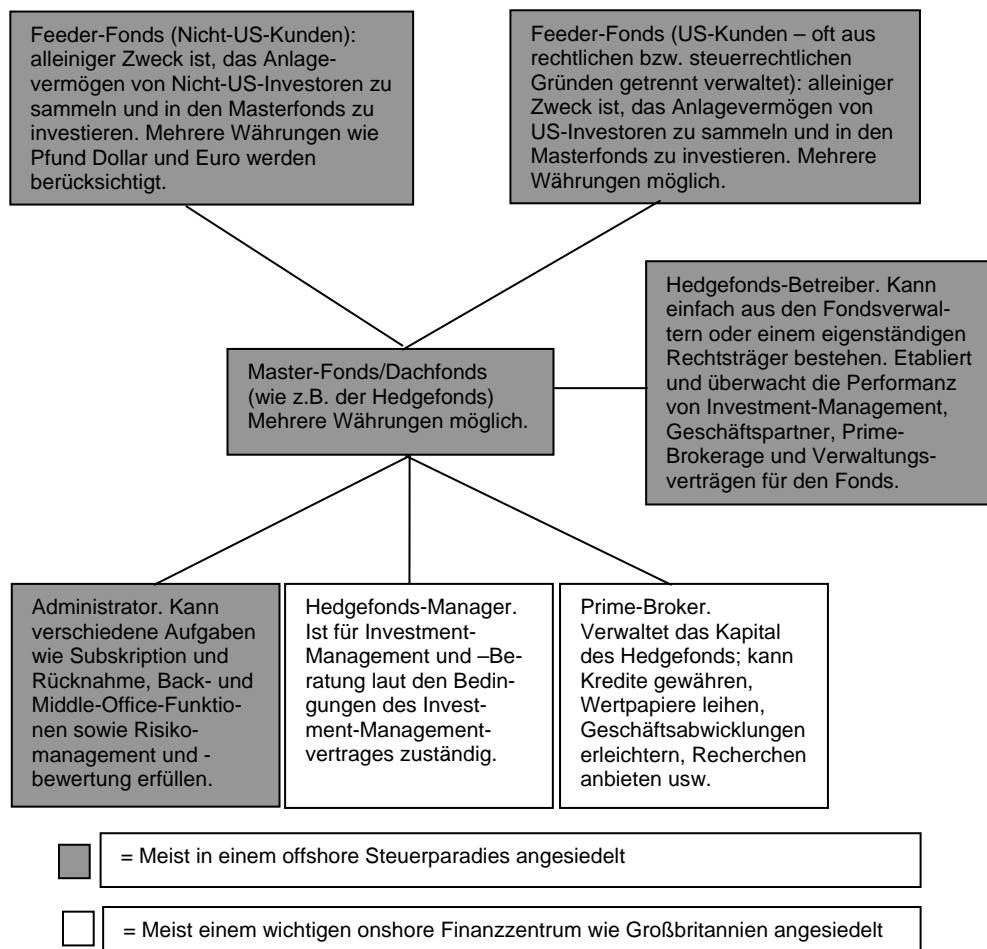 Feeder-Fonds (Nicht-US-Kunden):
alleiniger Zweck ist, das Anlage-
vermögen von Nicht-US-Investoren zu
sammeln und in den Masterfonds zu
investieren. Mehrere Währungen wie
Pfund Dollar und Euro werden
berücksichtigt.
Feeder-Fonds (US-Kunden – oft aus
rechtlichen bzw. steuerrechtlichen
Gründen getrennt verwaltet): alleiniger
Zweck ist, das Anlagevermögen von
US-Investoren zu sammeln und in den
Masterfonds zu investieren. Mehrere
Währungen möglich.
Hedgefonds-Betreiber. Kann
einfach aus den Fondsverwal-
tern oder einem eigenständigen
Rechtsträger bestehen. Etabliert
und überwacht die Performanz
von Investment-Management,
Geschäftspartner, Prime-
Brokerage und Verwaltungs-
verträgen für den Fonds.
Master-Fonds/Dachfonds
(wie z.B. der Hedgefonds)
Mehrere Währungen möglich.
Administrator. Kann
verschiedene Aufgaben
wie Subskription und
Rücknahme, Back- und
Middle-Office-Funktio-
nen sowie Risiko-
management und -
bewertung erfüllen.
Hedgefonds-Manager.
Ist für Investment-
Management und –Be-
ratung laut den Bedin-
gungen des Invest-
ment-Management-
vertrages zuständig.
Prime-Broker.
Verwaltet das Kapital
des Hedgefonds; kann
Kredite gewähren,
Wertpapiere leihen,
Geschäftsabwicklungen
erleichtern, Recherchen
anbieten usw.
= Meist in einem offshore Steuerparadies angesiedelt
= Meist einem wichtigen onshore Finanzzentrum wie Großbritannien angesiedelt